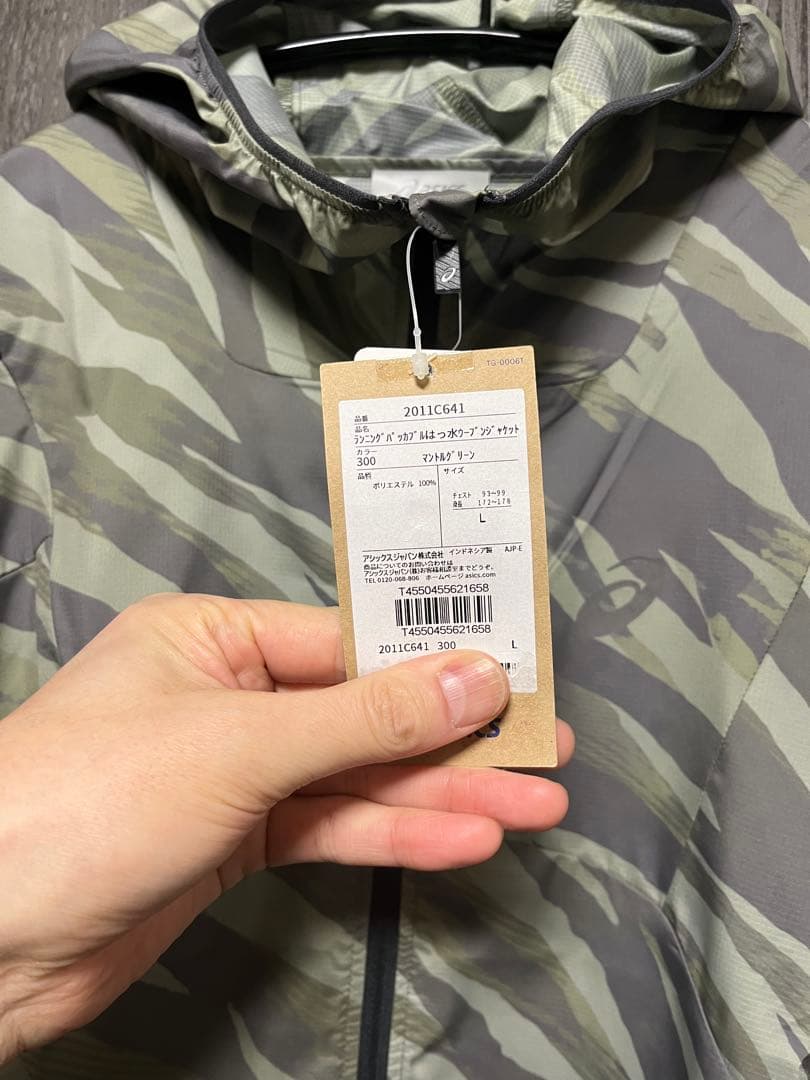 TG-0006T
品番 2011C641
品名
ランニングパッカブルはっ水ウーブンジャケット
カラー
300 マントルグリーン
品質 サイズ
ポリエステル 100%
チェスト 93~99
身長 172~178
L
アシックスジャパン株式会社 インドネシア製 AJP-E
商品についてのお問い合わせは
アシックスジャパン(株)お客様相談室までどうぞ。
TEL 0120-068-806 ホームページ asics.com
T4550455621658
T4550455621658
2011C641 300 L